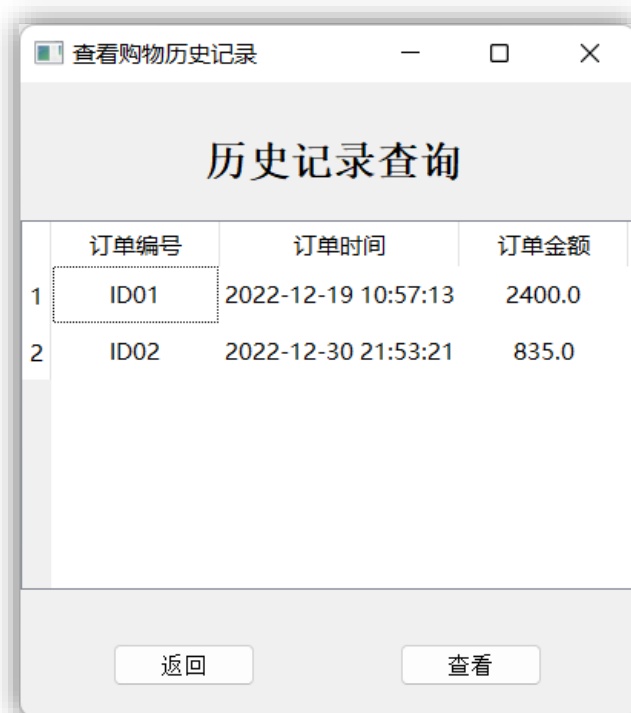 查看购物历史记录
历史记录查询
订单编号 订单时间 订单金额
1 ID01 2022-12-19 10:57:13 2400.0
2 ID02 2022-12-30 21:53:21 835.0
返回 查看